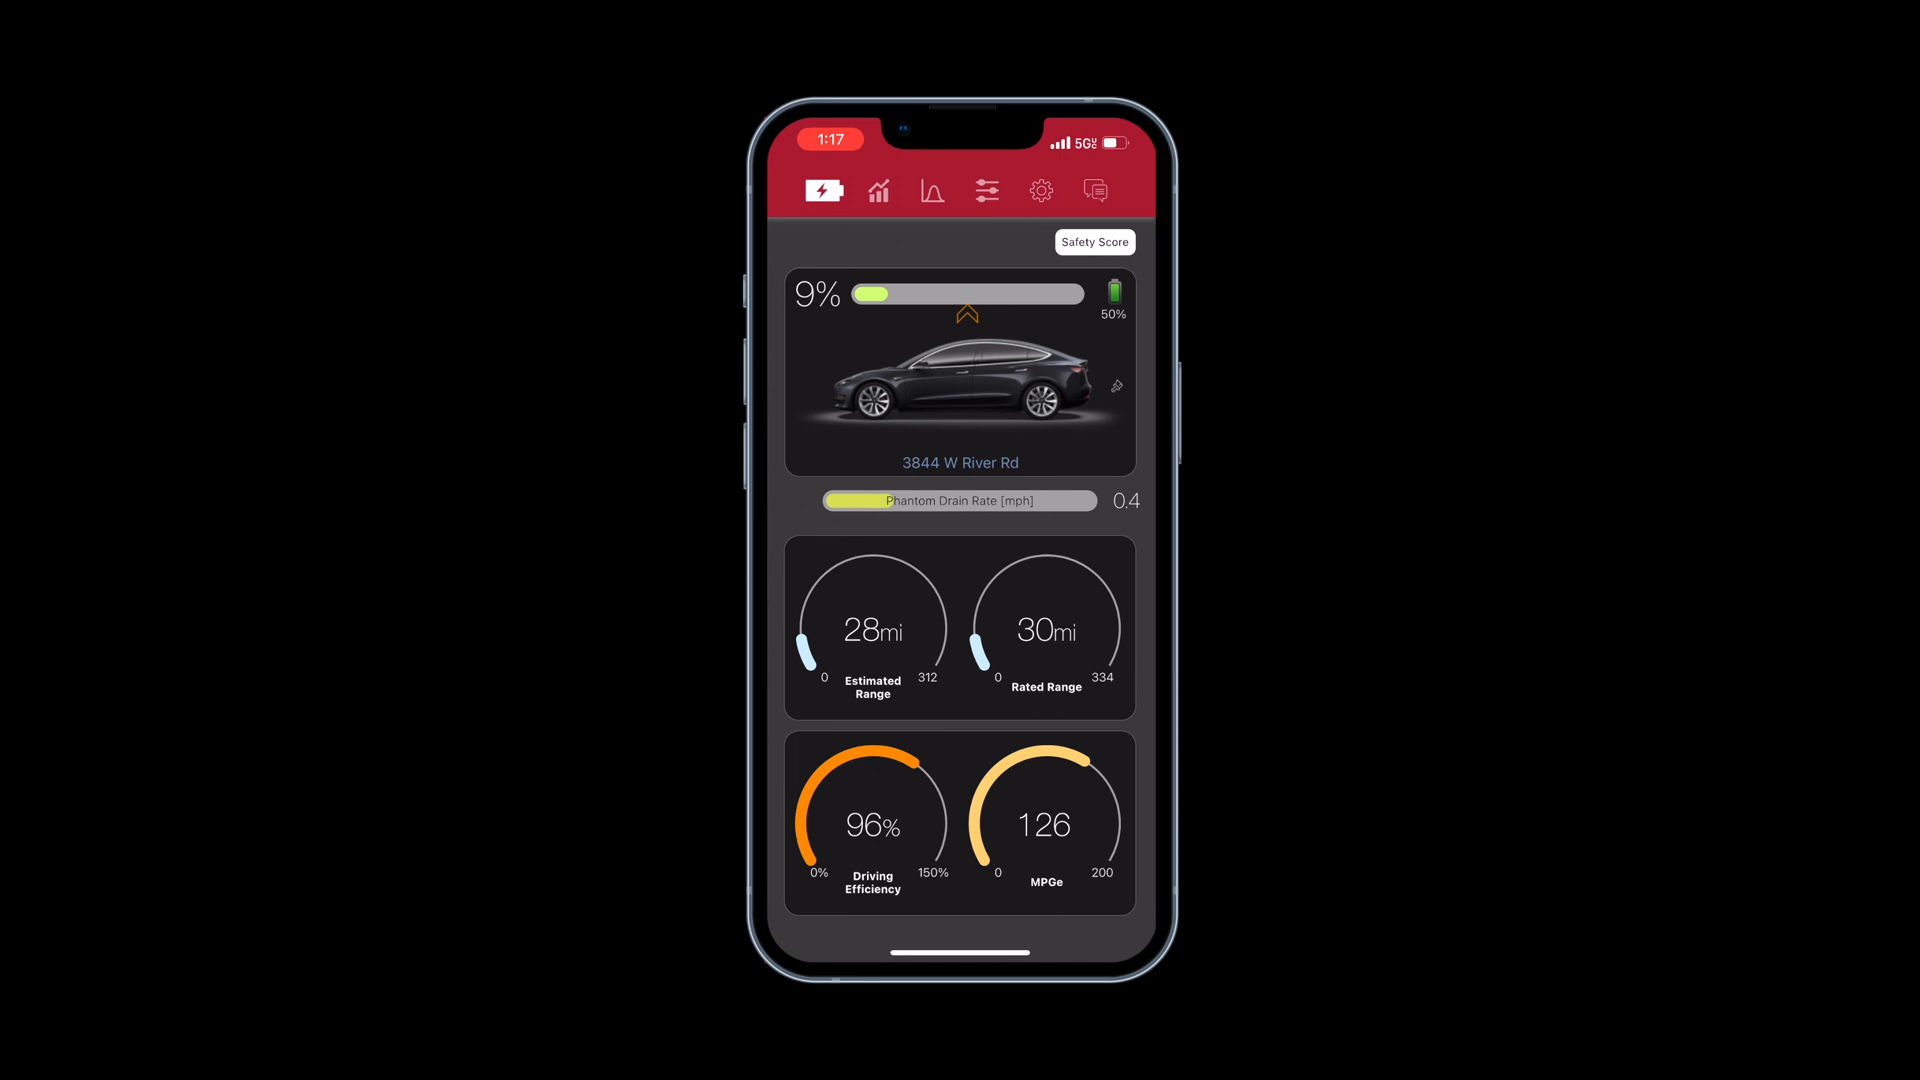 1:17
5G
Safety Score
9%
50%
3844 W River Rd
Phantom Drain Rate [mph]
0.4
28mi
30mi
0
Estimated
Range
312
0
Rated Range
334
96%
126
0%
Driving
Efficiency
150%
0
MPGe
200